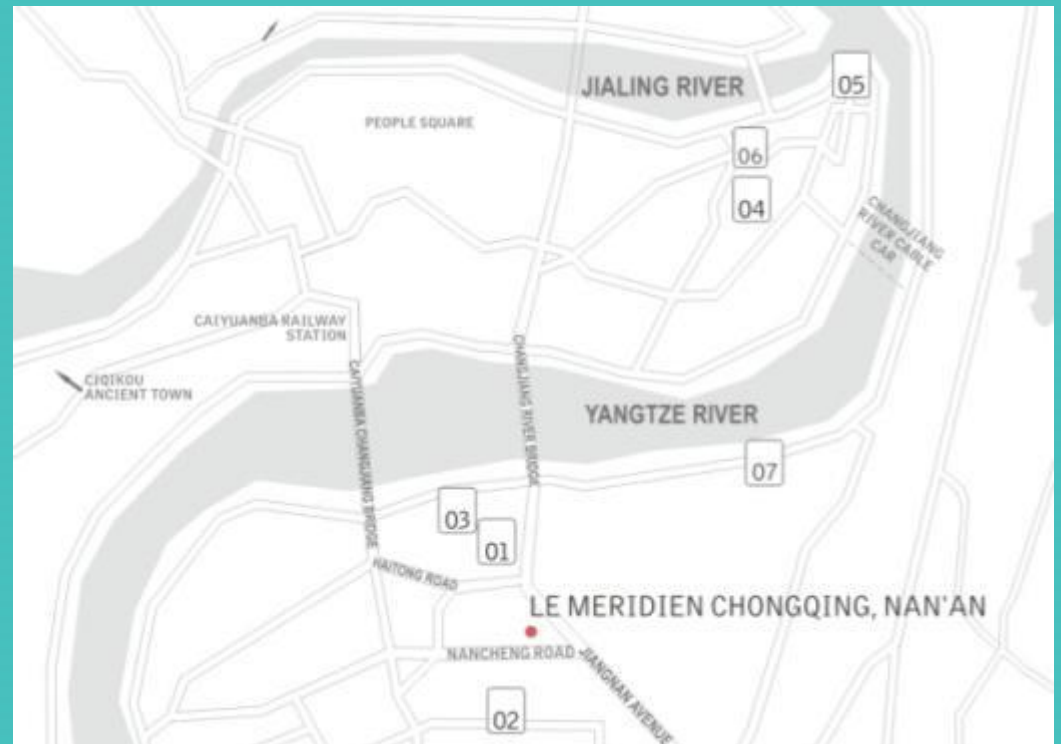 JIALING RIVER
05
PEOPLE SQUARE
06
04
CHANGJIANG
RIVER CABLE
CAR
CAIYUANBA RAILWAY
STATION
CIQIKOU
ANCIENT TOWN
CAIYUANBA CHANGJIANG BRIDGE
CHANGJIANG RIVER BRIDGE
YANGTZE RIVER
07
03
01
HAITONG ROAD
LE MERIDIEN CHONGQING, NAN'AN
NANCHENG ROAD
JIANGNAN AVENUE
02